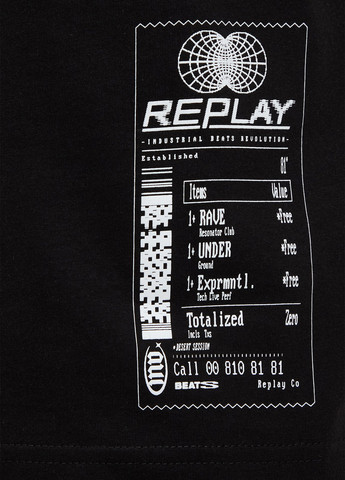 REPLAY
-INDUSTRIAL BEATS REVOLUTION-
Established
81'
Items Value
1+ RAVE *Free
Resonator Club
1+ UNDER *Free
Ground
1+ Exprmntl. *Free
Tech Live Perf
Totalized Zero
Incls Txs
*DESERT SESSION
Call 00 810 81 81
BEATS Replay Co